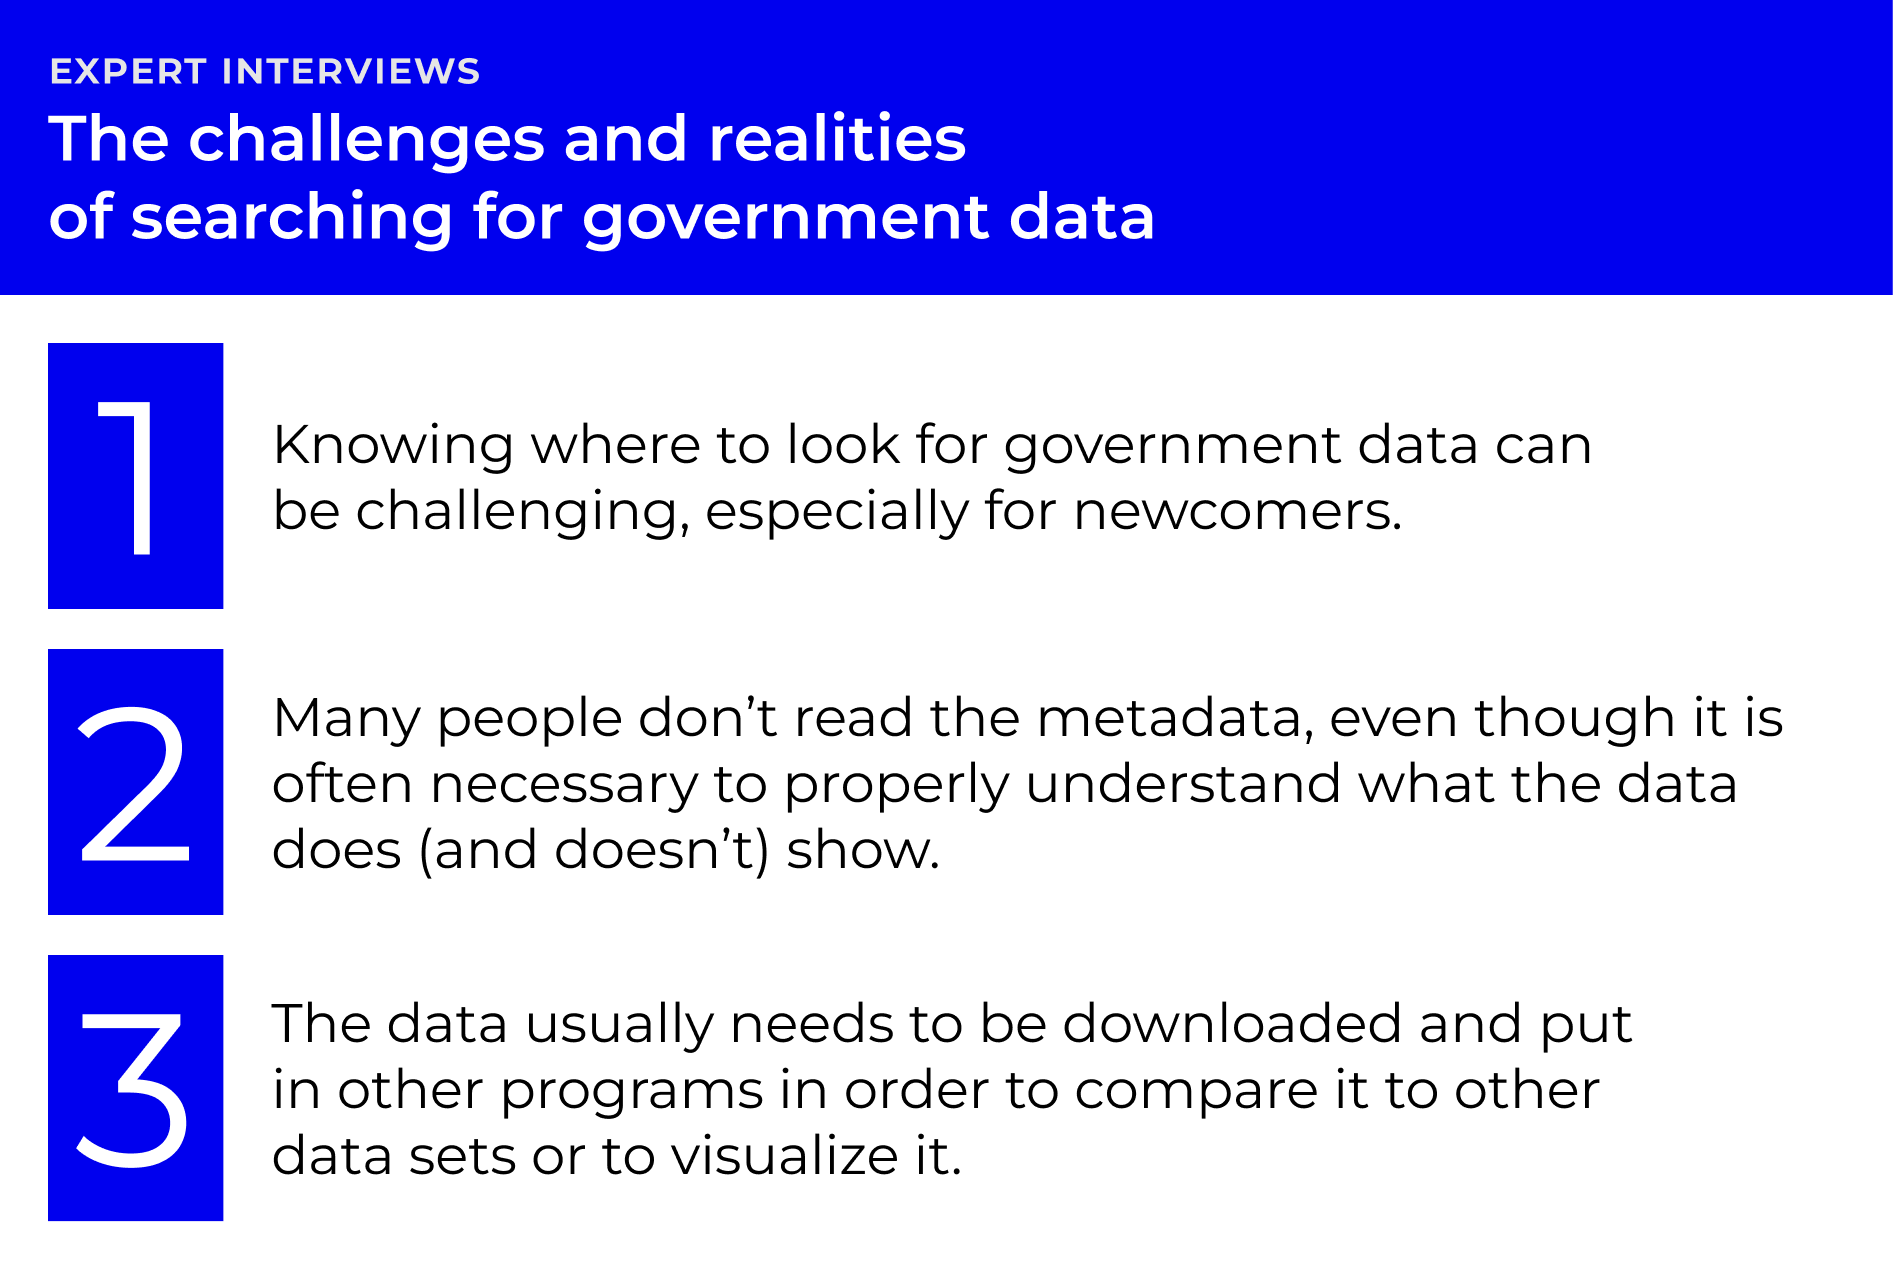 EXPERT INTERVIEWS
The challenges and realities
of searching for government data
1
Knowing where to look for government data can
be challenging, especially for newcomers.
2
Many people don’t read the metadata, even though it is
often necessary to properly understand what the data
does (and doesn’t) show.
3
The data usually needs to be downloaded and put
in other programs in order to compare it to other
data sets or to visualize it.